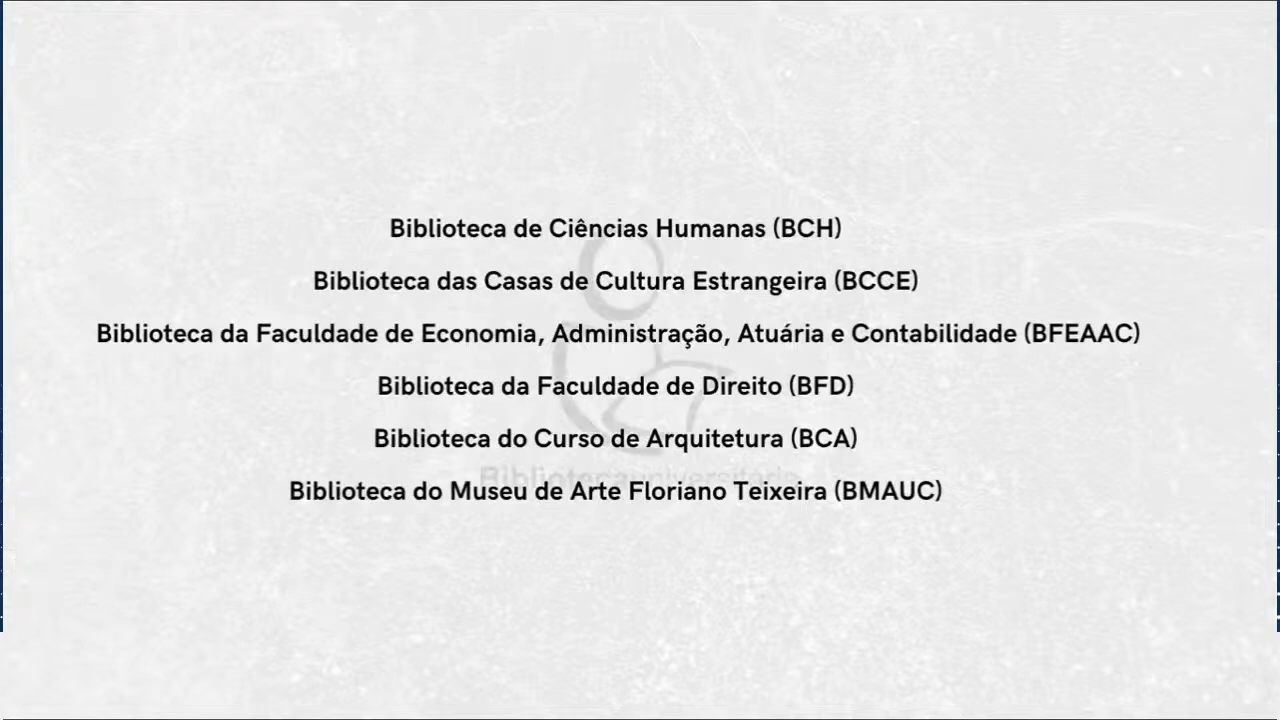 Biblioteca de Ciências Humanas (BCH)
Biblioteca das Casas de Cultura Estrangeira (BCCE)
Biblioteca da Faculdade de Economia, Administração, Atuária e Contabilidade (BFEAAC)
Biblioteca da Faculdade de Direito (BFD)
Biblioteca do Curso de Arquitetura (BCA)
Bibliotecauniversitaria
Biblioteca do Museu de Arte Floriano Teixeira (BMAUC)